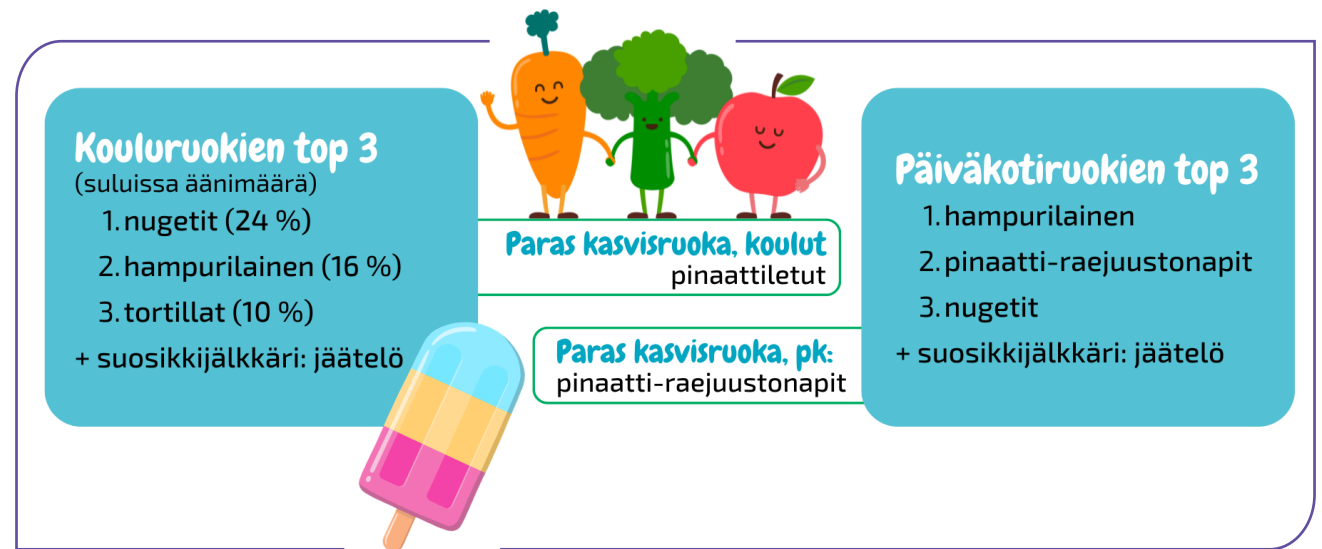 Kouluruokien top 3
(suluissa äänimäärä)
1. nugetit (24 %)
2. hampurilainen (16 %)
3. tortillat (10 %)
+ suosikkijälkkäri: jäätelö
Paras kasvisruoka, koulut
pinaattiletut
Paras kasvisruoka, pk:
pinaatti-raejuustonapit
Päiväkotiruokien top 3
1. hampurilainen
2. pinaatti-raejuustonapit
3. nugetit
+ suosikkijälkkäri: jäätelö